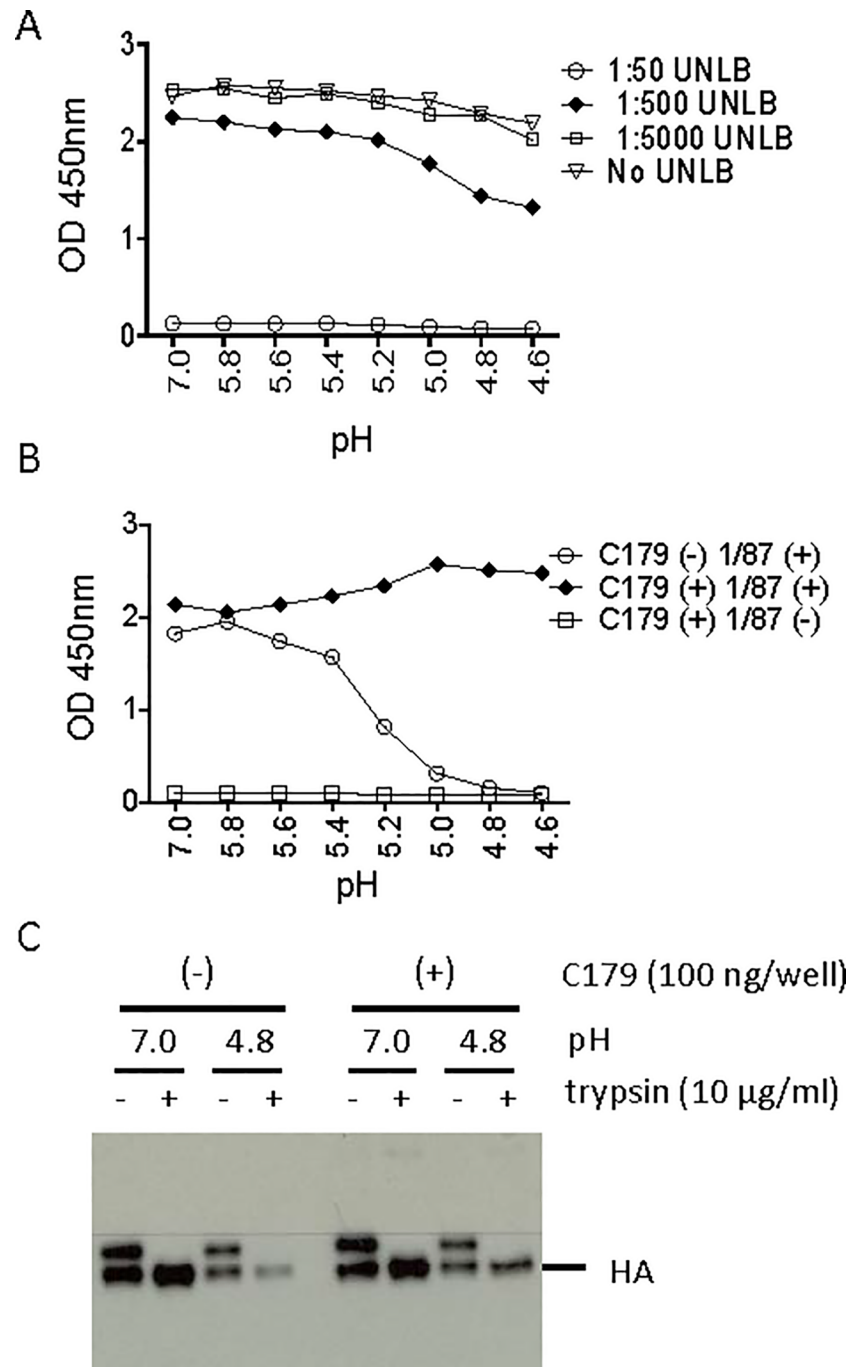 A
3
2
1
0
OD 450nm
7.0 5.8 5.6 5.4 5.2 5.0 4.8 4.6
pH
1:50 UNLB
1:500 UNLB
1:5000 UNLB
No UNLB
B
3
2
1
0
OD 450nm
7.0 5.8 5.6 5.4 5.2 5.0 4.8 4.6
pH
C179 (-) 1/87 (+)
C179 (+) 1/87 (+)
C179 (+) 1/87 (-)
C
(-) (+) C179 (100 ng/well)
7.0 4.8 7.0 4.8 pH
- + - + - + - + trypsin (10 µg/ml)
HA